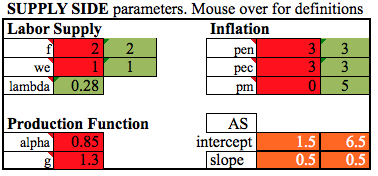 SUPPLY SIDE parameters. Mouse over for definitions
Labor Supply Inflation
f 2 2 pen 3 3
we 1 1 pec 3 3
lambda 0.28 pm 0 5
Production Function AS
alpha 0.85 intercept 1.5 6.5
g 1.3 slope 0.5 0.5